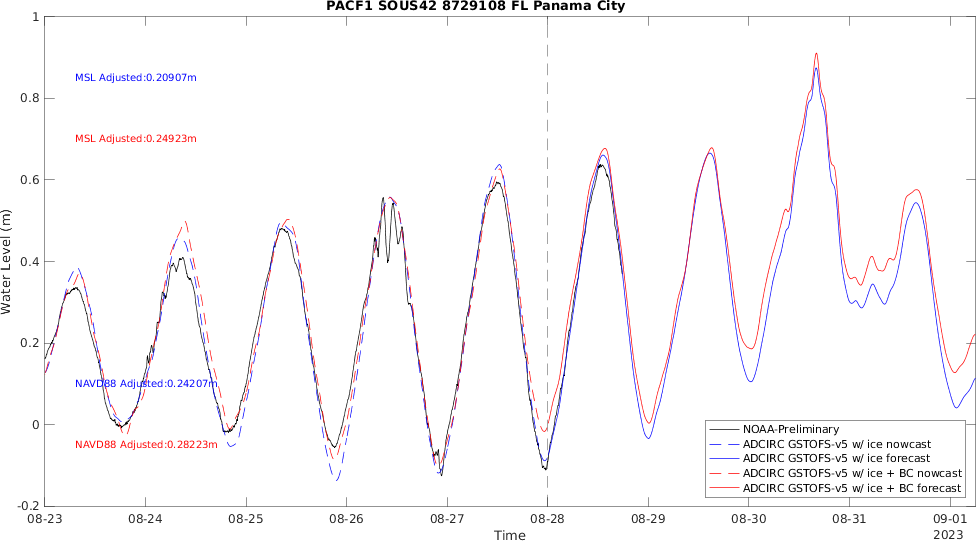 PACF1 SOUS42 8729108 FL Panama City
1
0.8
0.6
0.4
0.2
0
-0.2
Water Level (m)
MSL Adjusted:0.20907m
MSL Adjusted:0.24923m
NAVD88 Adjusted:0.24207m
NAVD88 Adjusted:0.28223m
NOAA-Preliminary
ADCIRC GSTOFS-v5 w/ ice nowcast
ADCIRC GSTOFS-v5 w/ ice forecast
ADCIRC GSTOFS-v5 w/ ice + BC nowcast
ADCIRC GSTOFS-v5 w/ ice + BC forecast
08-23 08-24 08-25 08-26 08-27 08-28 08-29 08-30 08-31 09-01
2023
Time